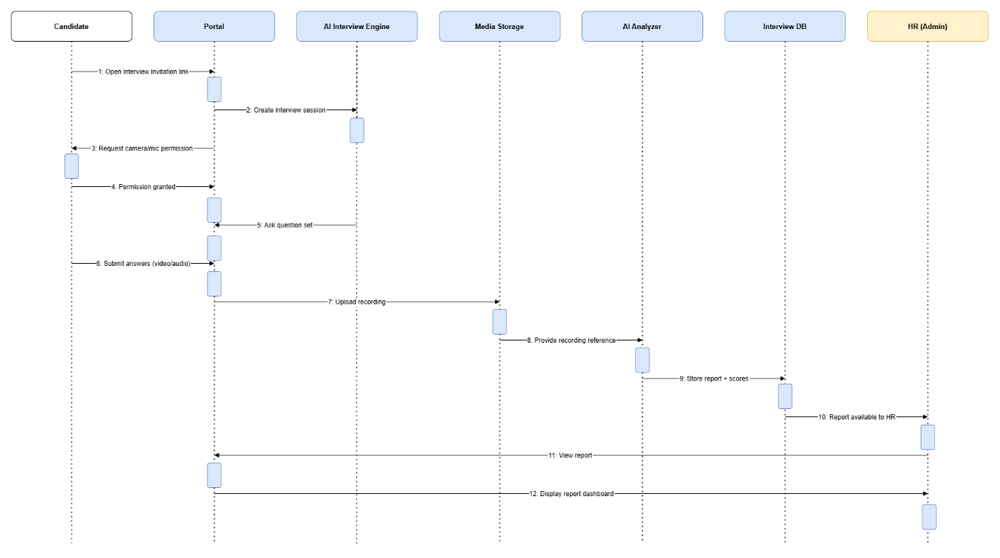 Candidate
Portal
AI Interview Engine
Media Storage
AI Analyzer
Interview DB
HR (Admin)
1: Open interview invitation link
2: Create interview session
3: Request camera/mic permission
4: Permission granted
5: Ask question set
6: Submit answers (video/audio)
7: Upload recording
8: Provide recording reference
9: Store report + scores
10: Report available to HR
11: View report
12: Display report dashboard